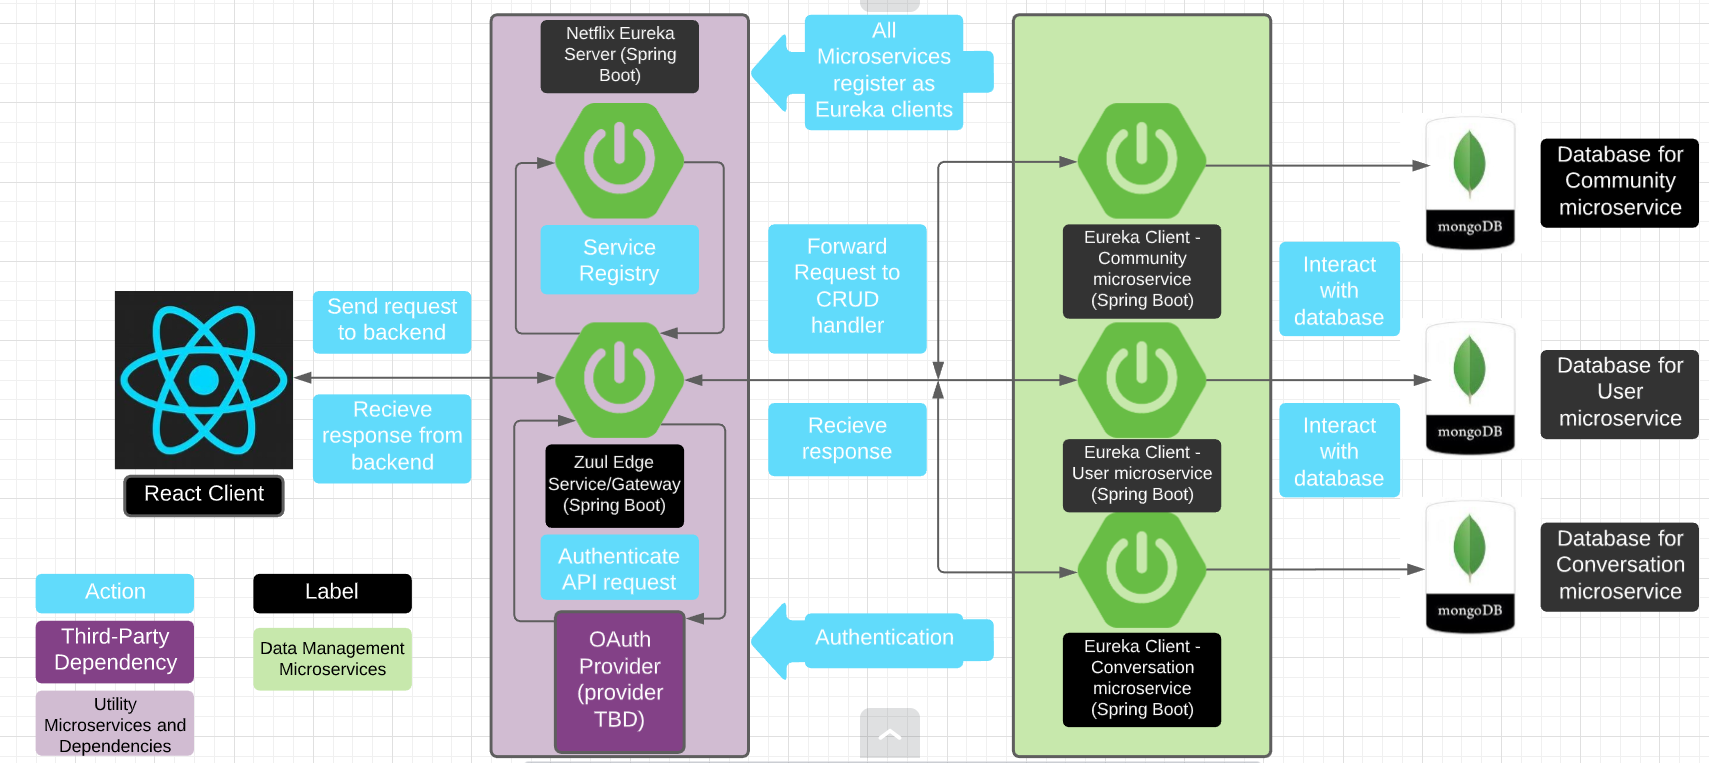 Netflix Eureka
Server (Spring
Boot)
All
Microservices
register as
Eureka clients
Service
Registry
Forward
Request to
CRUD
handler
Eureka Client -
Community
microservice
(Spring Boot)
mongoDB
Database for
Community
microservice
Interact
with
database
Send request
to backend
Recieve
response from
backend
React Client
Zuul Edge
Service/Gateway
(Spring Boot)
Recieve
response
Eureka Client -
User microservice
(Spring Boot)
Interact
with
database
mongoDB
Database for
User
microservice
Authenticate
API request
OAuth
Provider
(provider
TBD)
Authentication
Eureka Client -
Conversation
microservice
(Spring Boot)
mongoDB
Database for
Conversation
microservice
Action
Label
Third-Party
Dependency
Data Management
Microservices
Utility
Microservices and
Dependencies